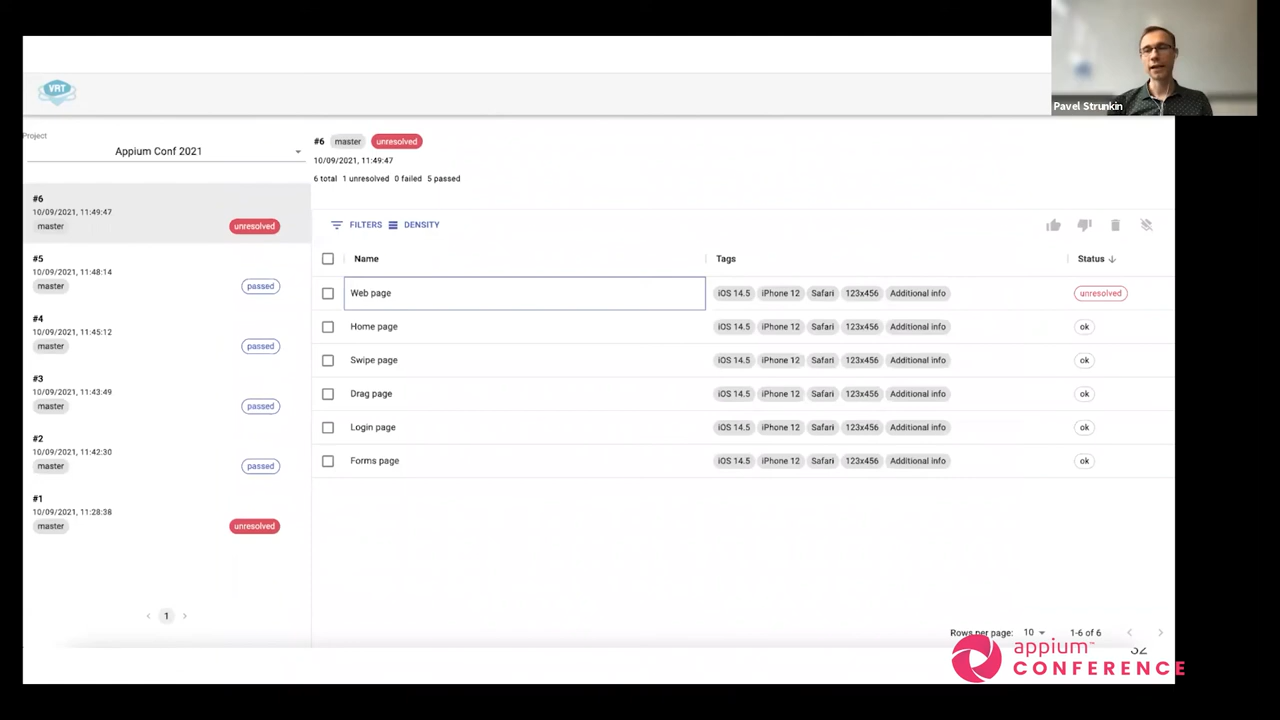 Pavel Strunkin
VRT
Project
Appium Conf 2021
#6
10/09/2021, 11:49:47
master
unresolved
#5
10/09/2021, 11:48:14
master
passed
#4
10/09/2021, 11:45:12
master
passed
#3
10/09/2021, 11:43:49
master
passed
#2
10/09/2021, 11:42:30
master
passed
#1
10/09/2021, 11:28:38
master
unresolved
1
#6 master unresolved
10/09/2021, 11:49:47
6 total 1 unresolved 0 failed 5 passed
FILTERS DENSITY
Name Tags Status
Web page iOS 14.5 iPhone 12 Safari 123x456 Additional info unresolved
Home page iOS 14.5 iPhone 12 Safari 123x456 Additional info ok
Swipe page iOS 14.5 iPhone 12 Safari 123x456 Additional info ok
Drag page iOS 14.5 iPhone 12 Safari 123x456 Additional info ok
Login page iOS 14.5 iPhone 12 Safari 123x456 Additional info ok
Forms page iOS 14.5 iPhone 12 Safari 123x456 Additional info ok
Rows per page: 10 1-6 of 6
appium™
CONFERENCE